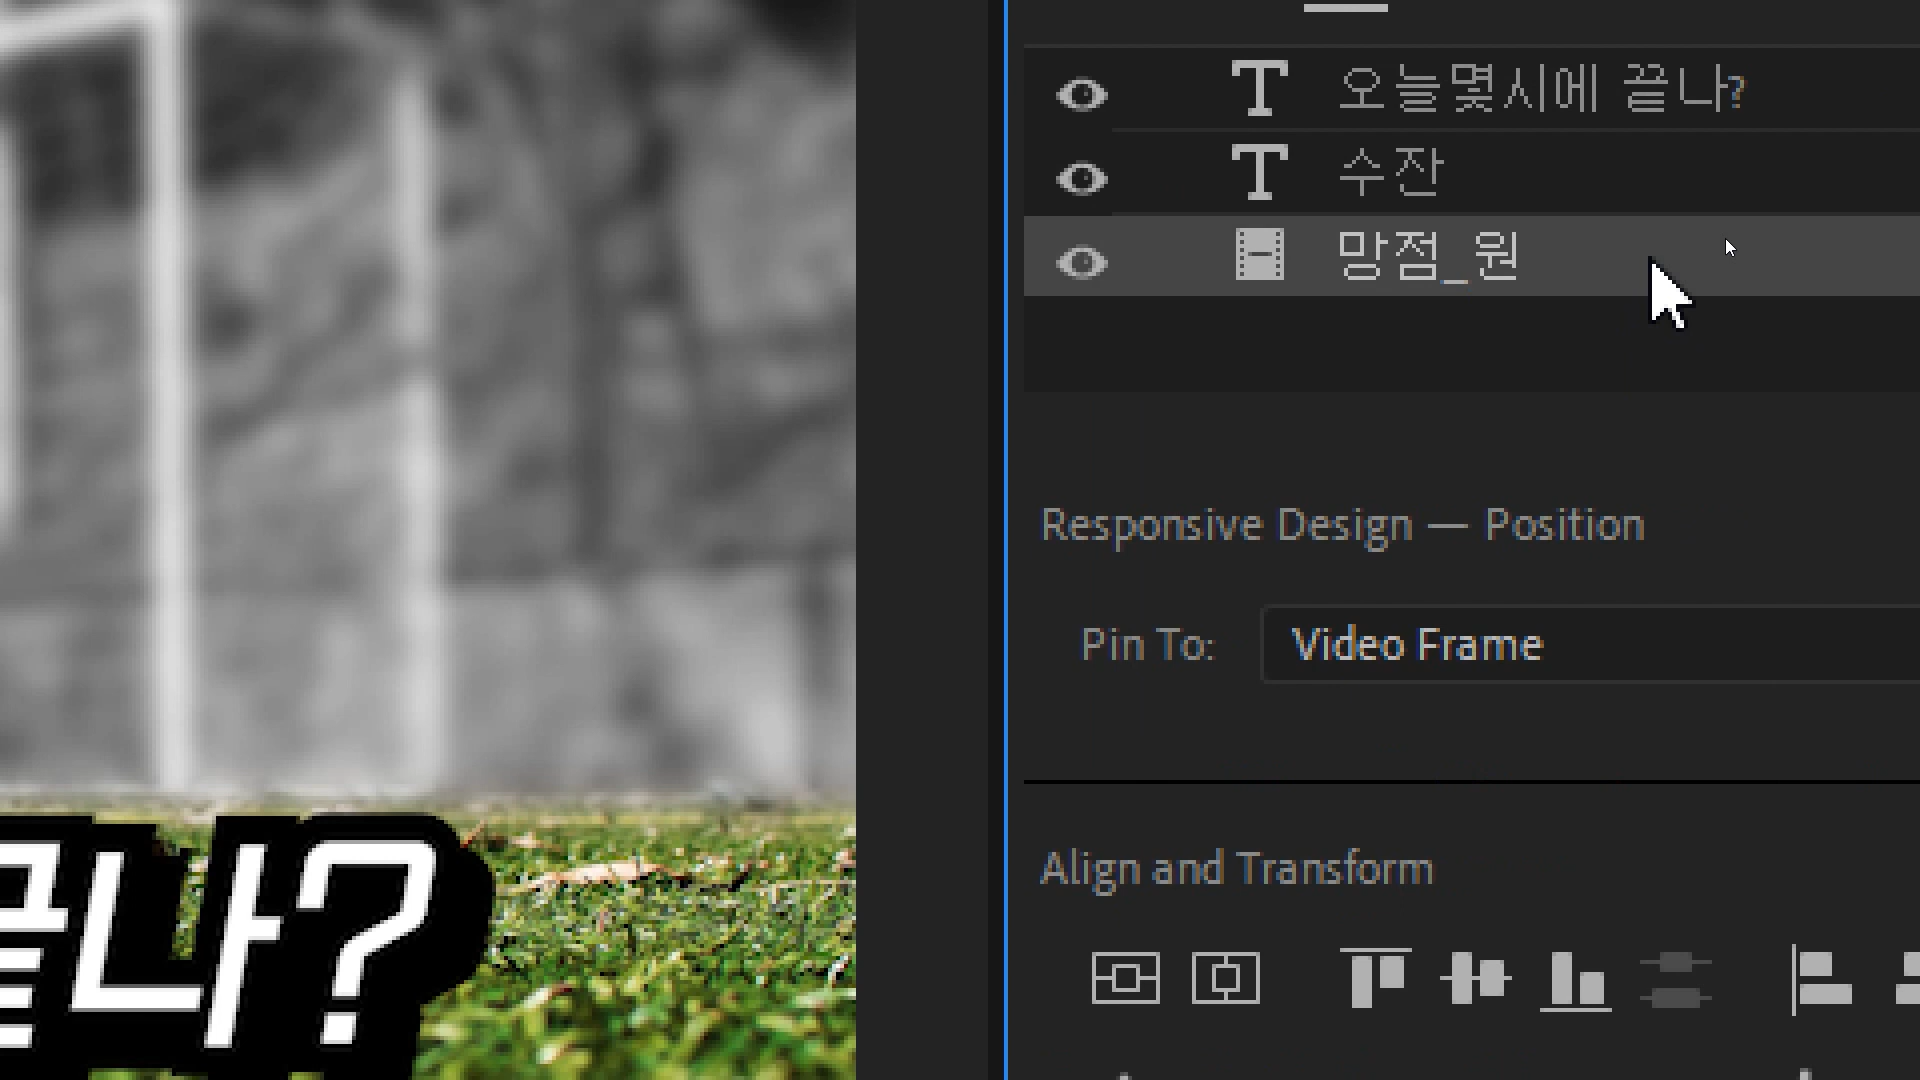 오늘몇시에 끝나?
수잔
망점_원
Responsive Design — Position
Pin To: Video Frame
Align and Transform
끝나?